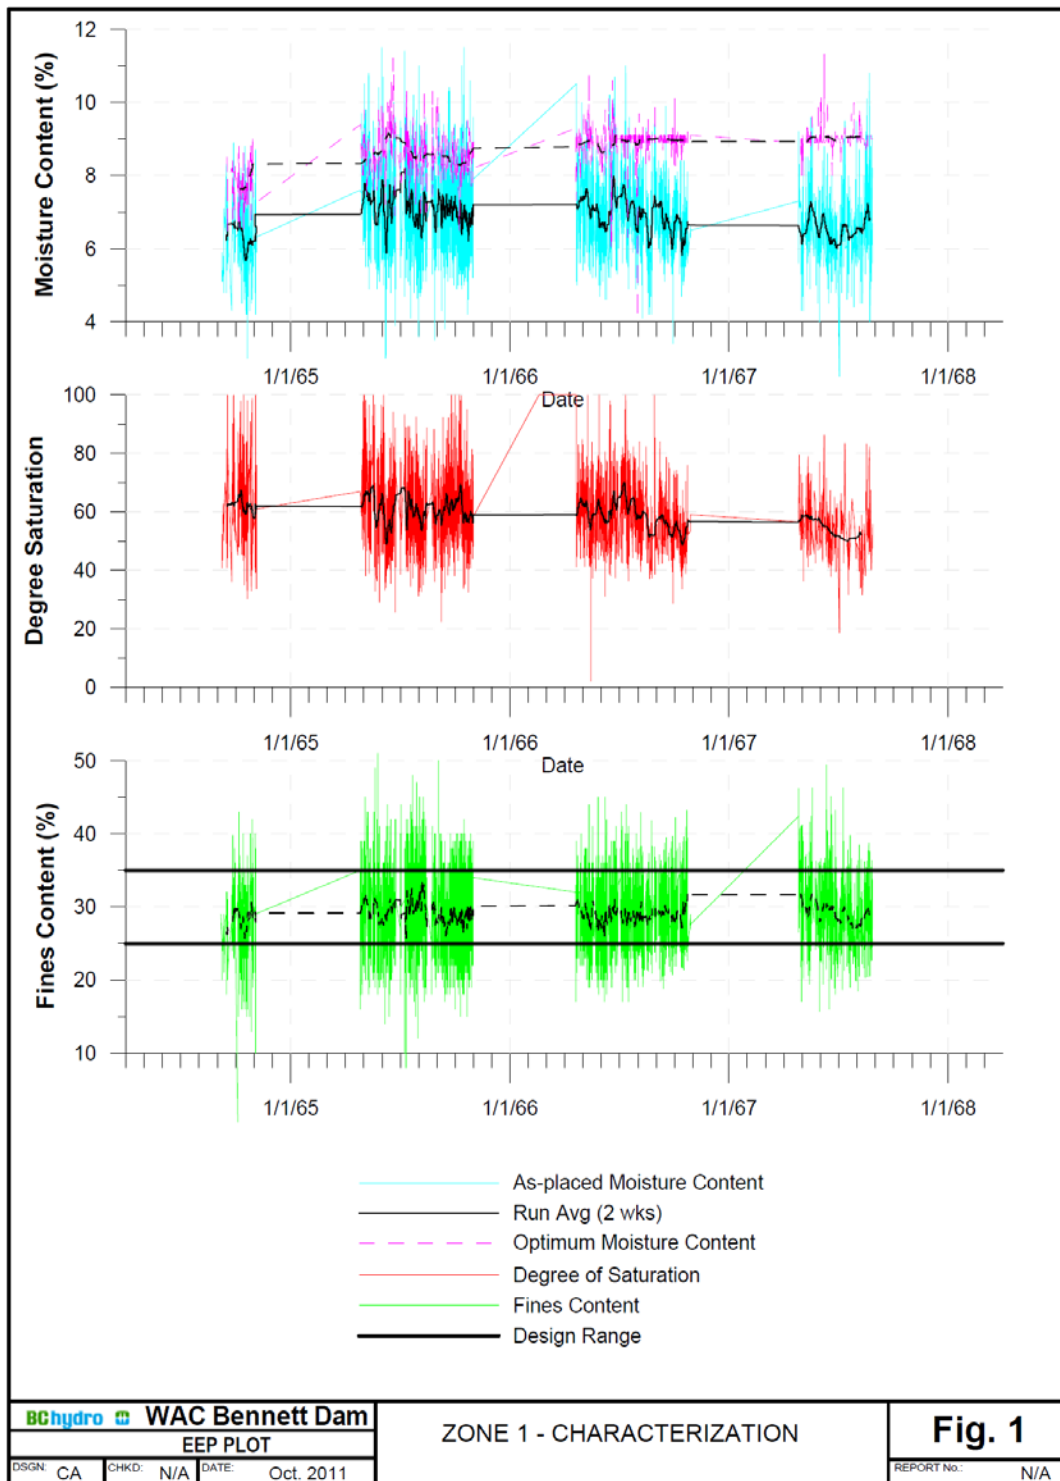 Moisture Content (%)
12
10
8
6
4
1/1/65
1/1/66
1/1/67
1/1/68
Date
Degree Saturation
100
80
60
40
20
0
1/1/65
1/1/66
1/1/67
1/1/68
Date
Fines Content (%)
50
40
30
20
10
1/1/65
1/1/66
1/1/67
1/1/68
As-placed Moisture Content
Run Avg (2 wks)
Optimum Moisture Content
Degree of Saturation
Fines Content
Design Range
BChydro WAC Bennett Dam
EEP PLOT
DSGN: CA CHKD: N/A DATE: Oct. 2011
ZONE 1 - CHARACTERIZATION
Fig. 1
REPORT No.: N/A